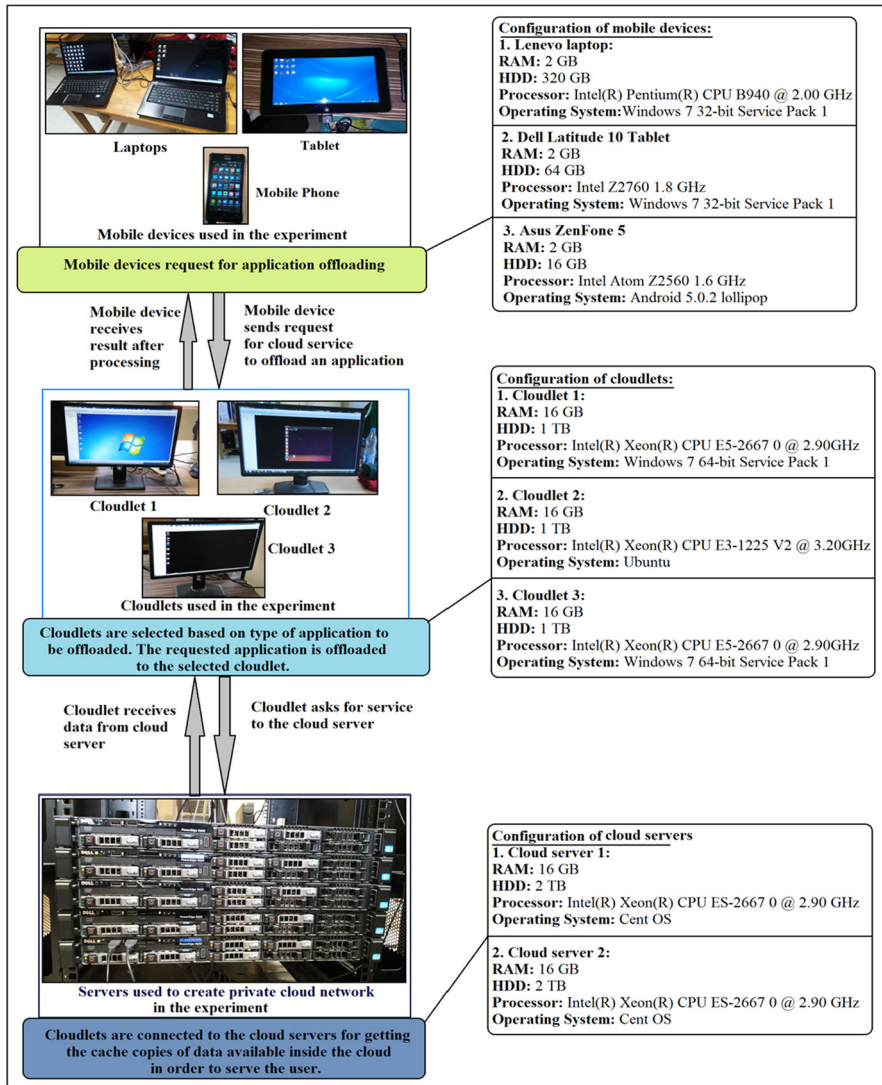 Laptops
Tablet
Mobile Phone
Mobile devices used in the experiment
Mobile devices request for application offloading
Configuration of mobile devices:
1. Lenevo laptop:
RAM: 2 GB
HDD: 320 GB
Processor: Intel(R) Pentium(R) CPU B940 @ 2.00 GHz
Operating System:Windows 7 32-bit Service Pack 1
2. Dell Latitude 10 Tablet
RAM: 2 GB
HDD: 64 GB
Processor: Intel Z2760 1.8 GHz
Operating System: Windows 7 32-bit Service Pack 1
3. Asus ZenFone 5
RAM: 2 GB
HDD: 16 GB
Processor: Intel Atom Z2560 1.6 GHz
Operating System: Android 5.0.2 lollipop
Mobile device
receives
result after
processing
Mobile device
sends request
for cloud service
to offload an application
Cloudlet 1
Cloudlet 2
Cloudlet 3
Cloudlets used in the experiment
Cloudlets are selected based on type of application to
be offloaded. The requested application is offloaded
to the selected cloudlet.
Configuration of cloudlets:
1. Cloudlet 1:
RAM: 16 GB
HDD: 1 TB
Processor: Intel(R) Xeon(R) CPU E5-2667 0 @ 2.90GHz
Operating System: Windows 7 64-bit Service Pack 1
2. Cloudlet 2:
RAM: 16 GB
HDD: 1 TB
Processor: Intel(R) Xeon(R) CPU E3-1225 V2 @ 3.20GHz
Operating System: Ubuntu
3. Cloudlet 3:
RAM: 16 GB
HDD: 1 TB
Processor: Intel(R) Xeon(R) CPU E5-2667 0 @ 2.90GHz
Operating System: Windows 7 64-bit Service Pack 1
Cloudlet receives
data from cloud
server
Cloudlet asks for service
to the cloud server
Servers used to create private cloud network
in the experiment
Cloudlets are connected to the cloud servers for getting
the cache copies of data available inside the cloud
in order to serve the user.
Configuration of cloud servers
1. Cloud server 1:
RAM: 16 GB
HDD: 2 TB
Processor: Intel(R) Xeon(R) CPU ES-2667 0 @ 2.90 GHz
Operating System: Cent OS
2. Cloud server 2:
RAM: 16 GB
HDD: 2 TB
Processor: Intel(R) Xeon(R) CPU ES-2667 0 @ 2.90 GHz
Operating System: Cent OS